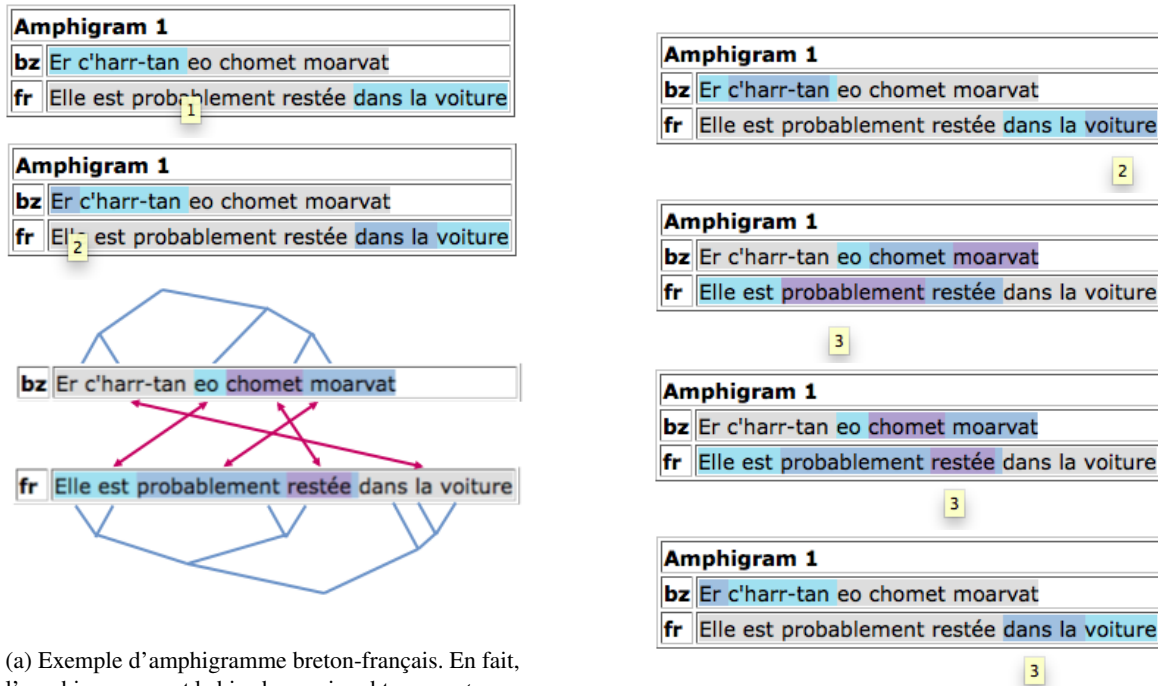 Amphigram 1
bz Er c'harr-tan eo chomet moarvat
fr Elle est probablement restée dans la voiture
1
Amphigram 1
bz Er c'harr-tan eo chomet moarvat
fr Elle est probablement restée dans la voiture
2
bz Er c'harr-tan eo chomet moarvat
fr Elle est probablement restée dans la voiture
(a) Exemple d'amphigramme breton-français. En fait,
Amphigram 1
bz Er c'harr-tan eo chomet moarvat
fr Elle est probablement restée dans la voiture
2
Amphigram 1
bz Er c'harr-tan eo chomet moarvat
fr Elle est probablement restée dans la voiture
3
Amphigram 1
bz Er c'harr-tan eo chomet moarvat
fr Elle est probablement restée dans la voiture
3
Amphigram 1
bz Er c'harr-tan eo chomet moarvat
fr Elle est probablement restée dans la voiture
3